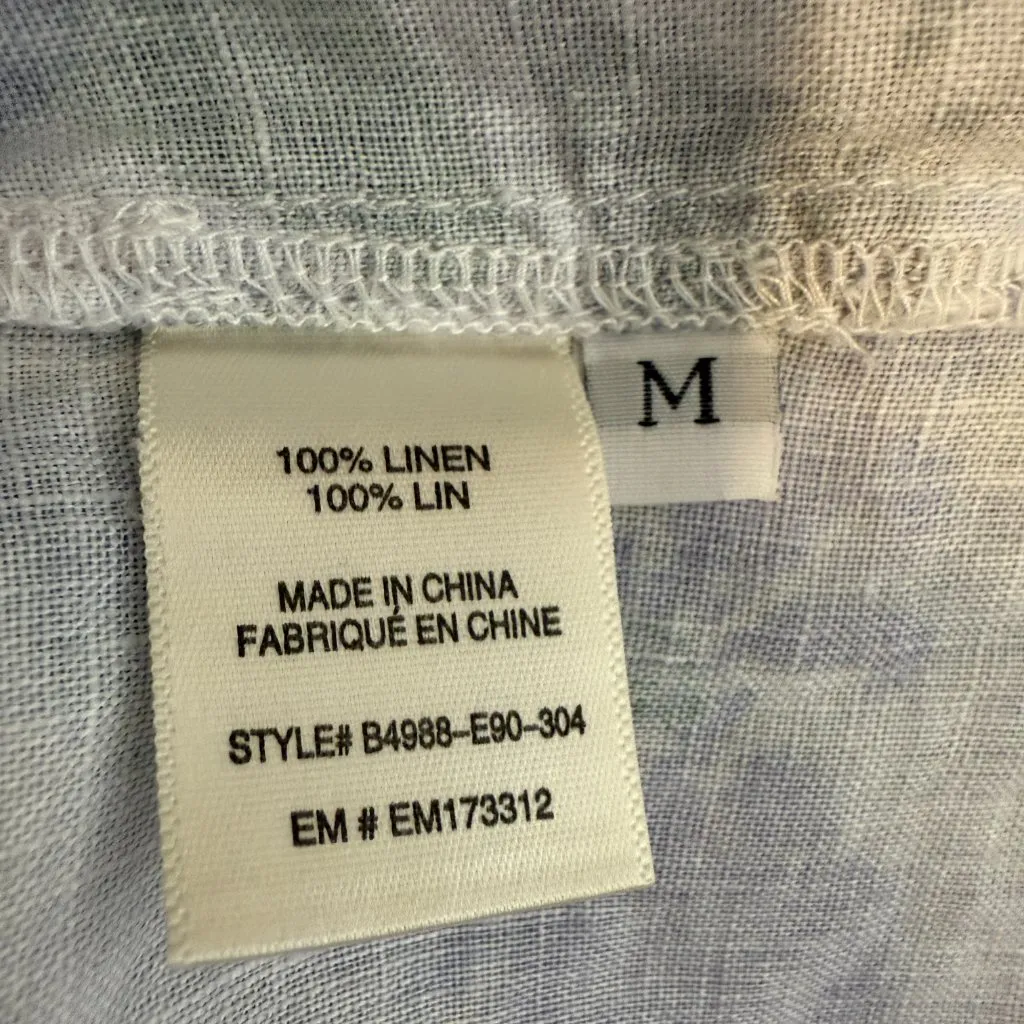 M
100% LINEN
100% LIN
MADE IN CHINA
FABRIQUÉ EN CHINE
STYLE# B4988-E90-304
EM # EM173312